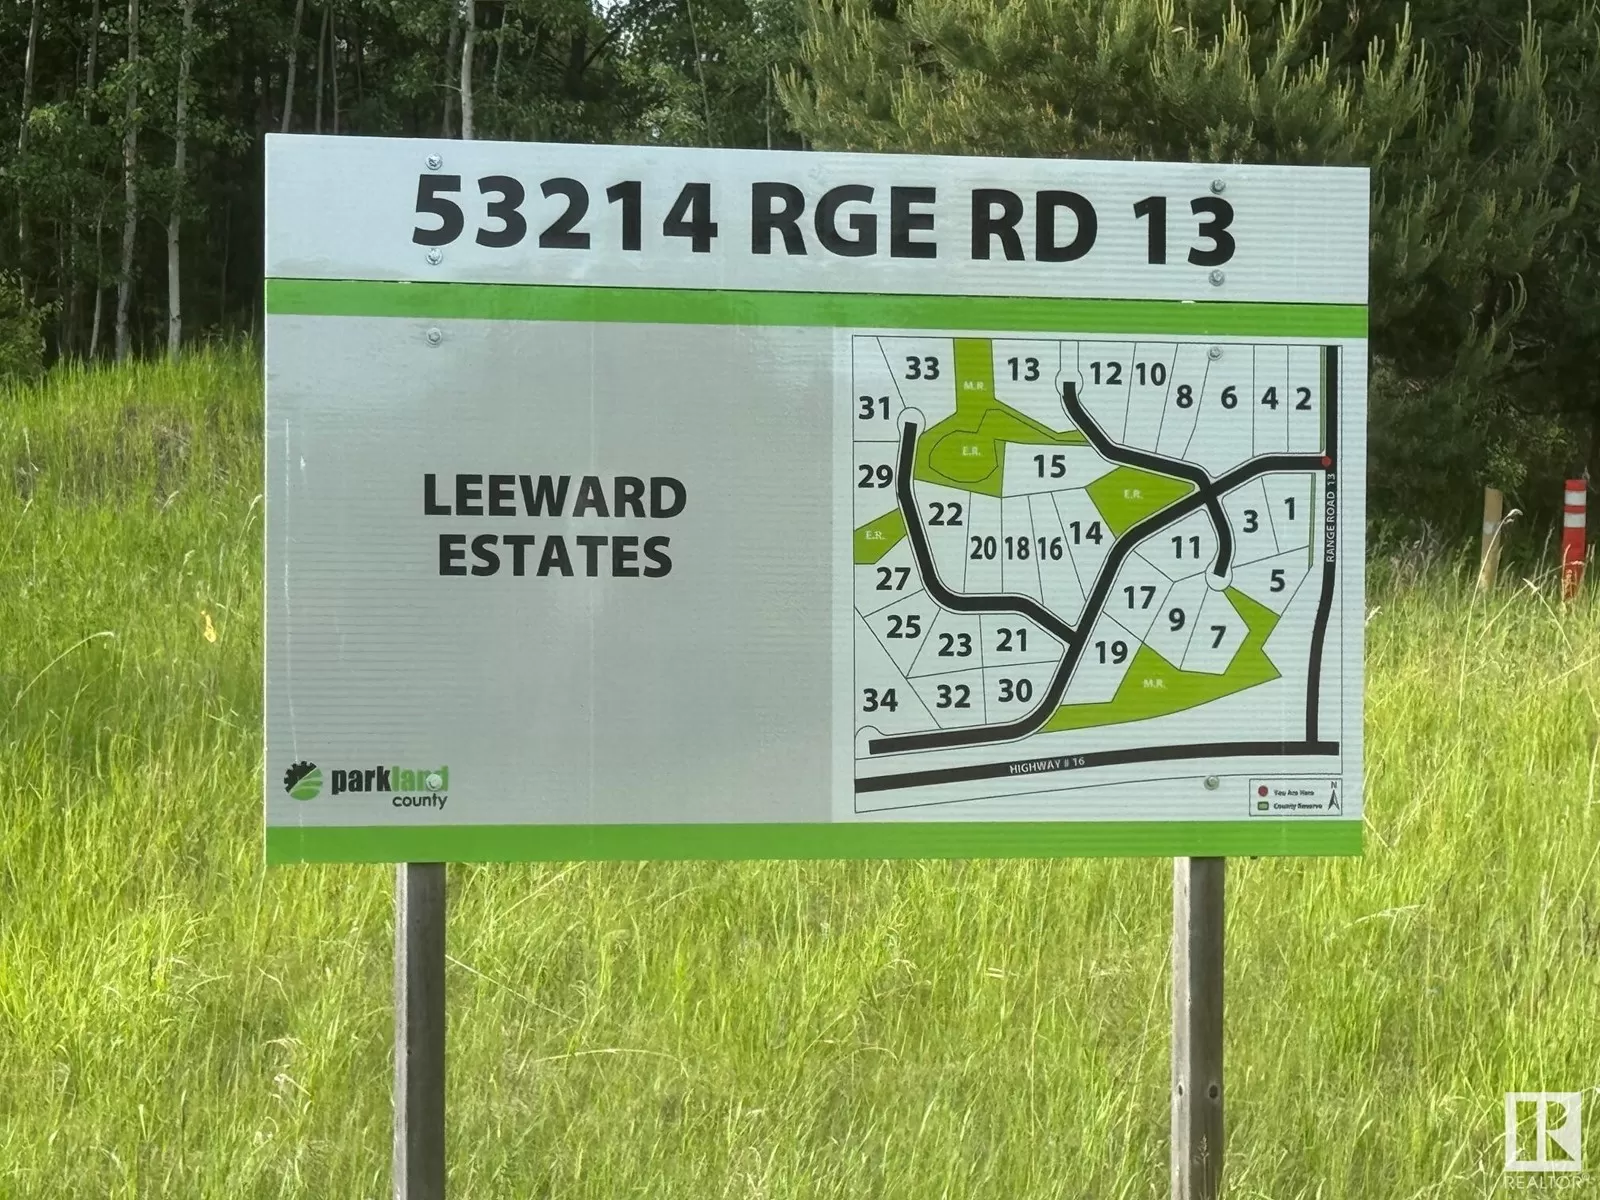 53214 RGE RD 13
LEEWARD
ESTATES
parkland
county
33
M.R.
13
12
10
8
6
4
2
31
E.R.
15
29
E.R.
22
20
18
16
14
3
1
RANGE ROAD 13
E.R.
11
27
17
5
25
23
21
9
7
19
M.R.
34
32
30
HIGHWAY # 16
You Are Here
County Reserve
N
R
REALTOR